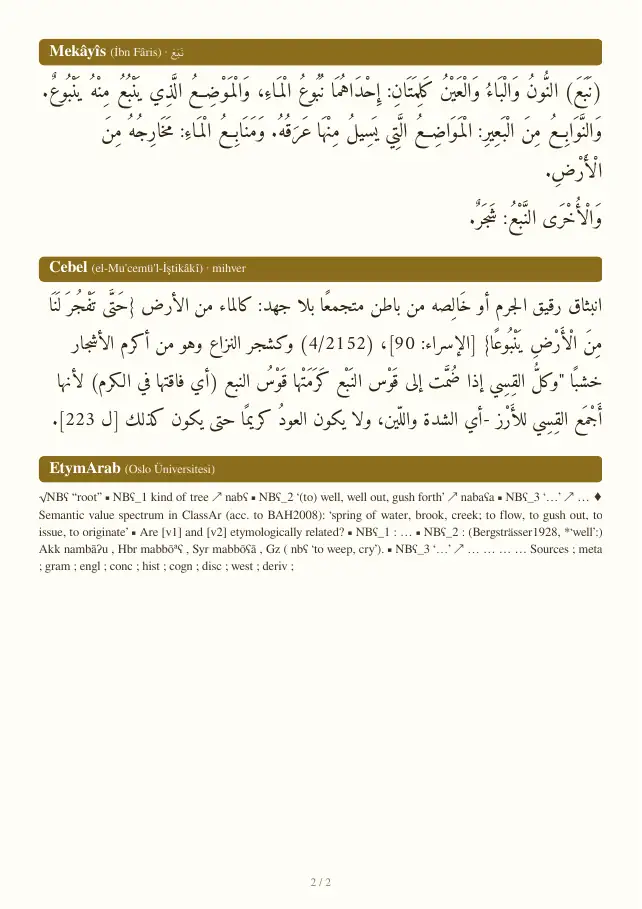 Mekâyîs (İbn Fâris) · نَبَعَ
(نَبَعَ) النُّونُ وَالْبَاءُ وَالْعَيْنُ كَلِمَتَانِ: إِحْدَاهُمَا نُبُوعُ الْمَاءِ، وَالْمَوْضِعُ الَّذِي يَنْبُعُ مِنْهُ يَنْبُوعٌ.
وَالنَّوَابِعُ مِنَ الْبَعِيرِ: الْمَوَاضِعُ الَّتِي يَسِيلُ مِنْهَا عَرَقُهُ. وَمَنَابِعُ الْمَاءِ: مَخَارِجُهُ مِنَ
الْأَرْضِ.
وَالْأُخْرَى النَّبْعُ: شَجَرٌ.
Cebel (el-Mu'cemü'l-İştikâkî) · mihver
انبثاق رقيق الجرم أو خَالِصه من باطن متجمعًا بلا جهد: كالماء من الأرض {حَتَّى تَفْجُرَ لَنَا
مِنَ الْأَرْضِ يَنْبُوعًا} [الإسراء: 90]، (4/2152) وكشجر النزاع وهو من أكرم الأشجار
خشبًا "وكلُّ القِسِي إذا ضُمَّت إلى قَوْس النَبْع كَرَمَتْها قَوْسُ النبع (أي فاقتها في الكرم) لأنها
أَجْمَع القِسِي للأَرْز -أي الشدة واللّين، ولا يكون العودُ كريمًا حتى يكون كذلك [ل 223].
EtymArab (Oslo Üniversitesi)
√NBʕ “root” ▪ NBʕ_1 kind of tree ↗ nabʕ ▪ NBʕ_2 ‘(to) well, well out, gush forth’ ↗ nabaʕa ▪ NBʕ_3 ‘…’ ↗ … ♦
Semantic value spectrum in ClassAr (acc. to BAH2008): ‘spring of water, brook, creek; to flow, to gush out, to
issue, to originate’ ▪ Are [v1] and [v2] etymologically related? ▪ NBʕ_1 : … ▪ NBʕ_2 : (Bergsträsser1928, *‘well’:)
Akk nambāʔu , Hbr mabbōᵃʕ , Syr mabbōʕā , Gz ( nbʕ ‘to weep, cry’). ▪ NBʕ_3 ‘…’ ↗ … … … … Sources ; meta
; gram ; engl ; conc ; hist ; cogn ; disc ; west ; deriv ;
2 / 2